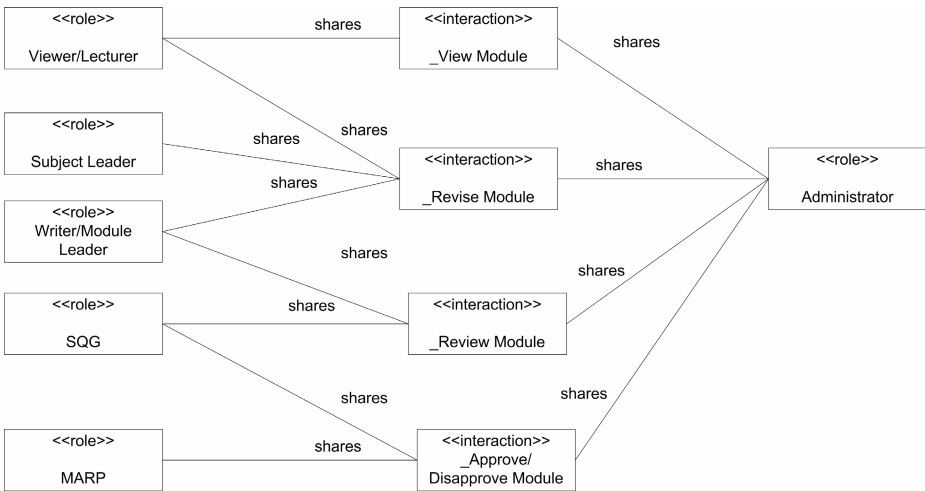 <<role>>
Viewer/Lecturer
shares
<<interaction>>
_View Module
shares
<<role>>
Subject Leader
shares
shares
<<interaction>>
_Revise Module
shares
<<role>>
Administrator
<<role>>
Writer/Module
Leader
shares
shares
<<role>>
SQG
shares
<<interaction>>
_Review Module
shares
shares
<<role>>
MARP
shares
<<interaction>>
_Approve/
Disapprove Module
shares